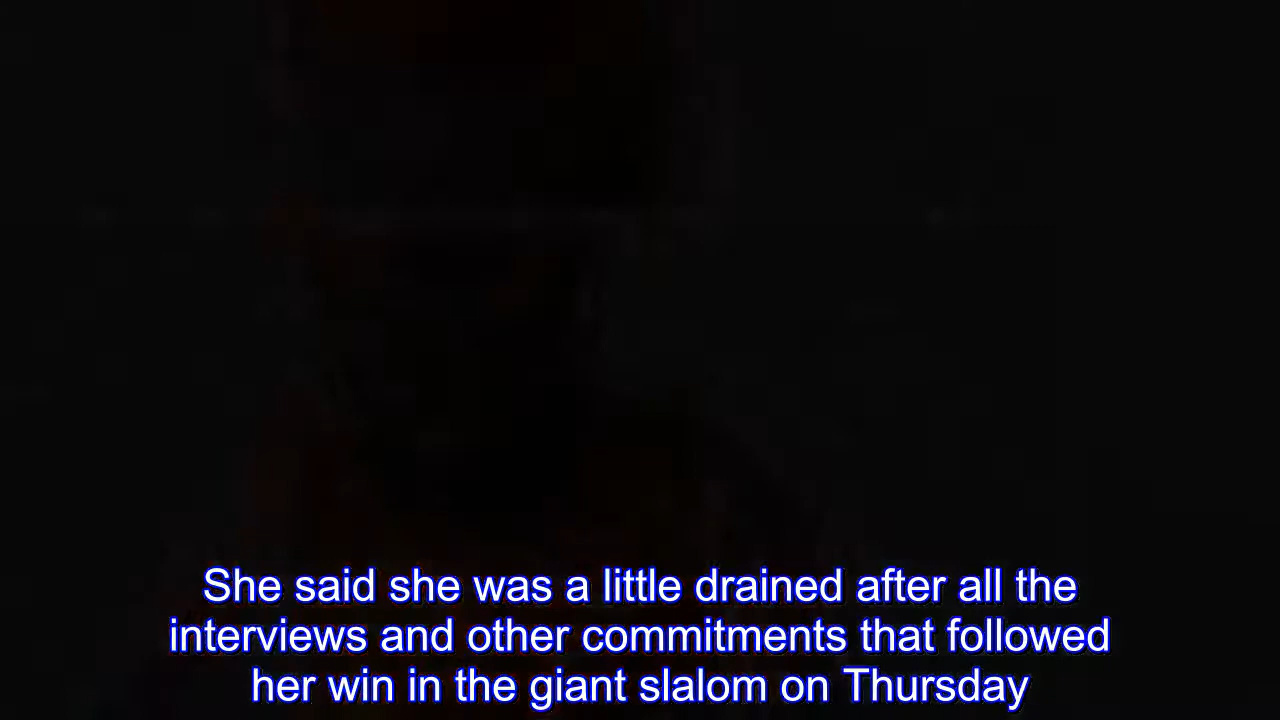 She said she was a little drained after all the
interviews and other commitments that followed
her win in the giant slalom on Thursday